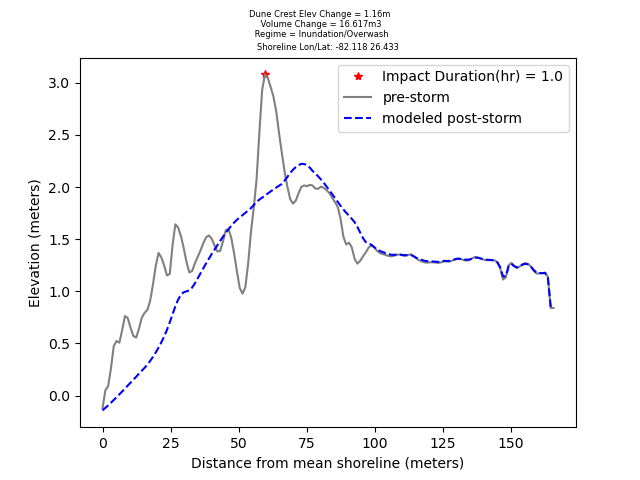 Dune Crest Elev Change = 1.16m
Volume Change = 16.617m3
Regime = Inundation/Overwash
Shoreline Lon/Lat: -82.118 26.433
Impact Duration(hr) = 1.0
pre-storm
modeled post-storm
3.0
2.5
2.0
1.5
1.0
0.5
0.0
Elevation (meters)
0 25 50 75 100 125 150
Distance from mean shoreline (meters)